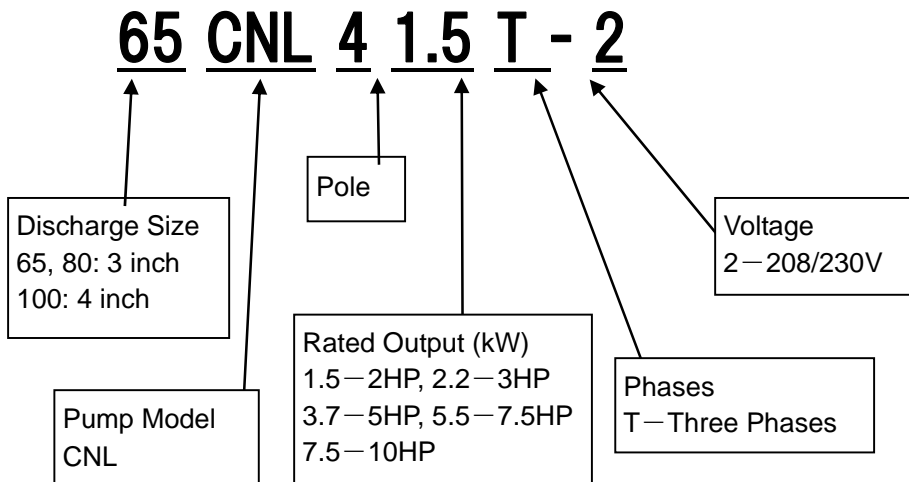 65 CNL 4 1.5 T - 2
Pole
Discharge Size
65, 80: 3 inch
100: 4 inch
Voltage
2－208/230V
Rated Output (kW)
1.5－2HP, 2.2－3HP
3.7－5HP, 5.5－7.5HP
7.5－10HP
Phases
T－Three Phases
Pump Model
CNL